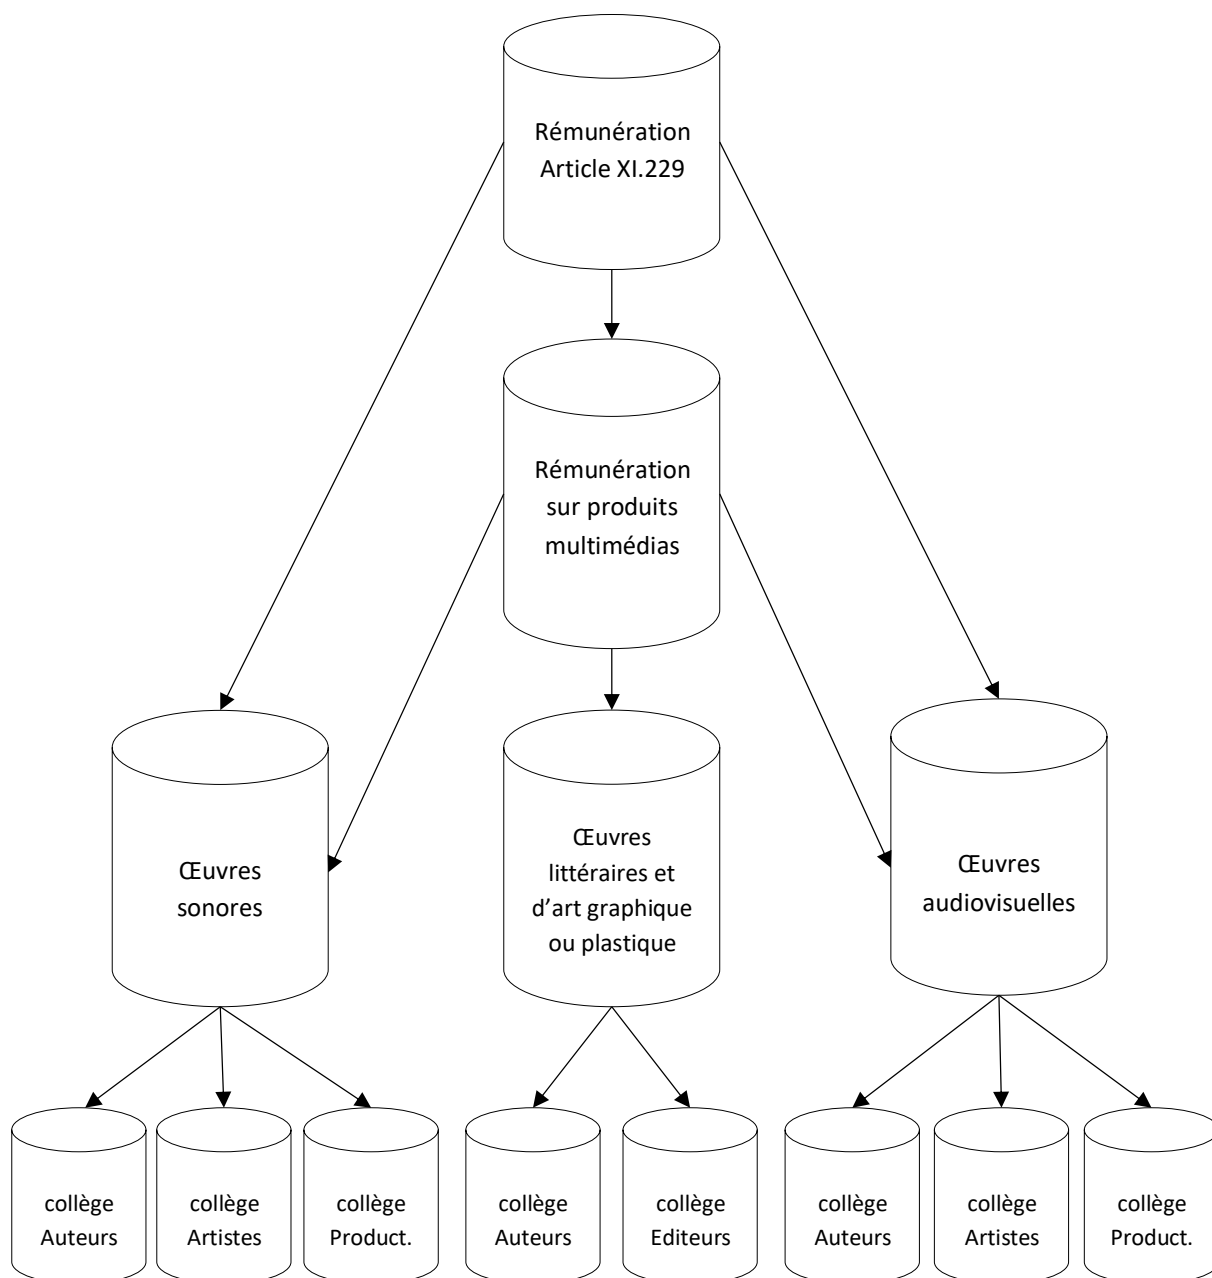 Rémunération
Article XI.229
Rémunération
sur produits
multimédias
Œuvres
sonores
Œuvres
littéraires et
d’art graphique
ou plastique
Œuvres
audiovisuelles
collège
Auteurs
collège
Artistes
collège
Product.
collège
Auteurs
collège
Editeurs
collège
Auteurs
collège
Artistes
collège
Product.